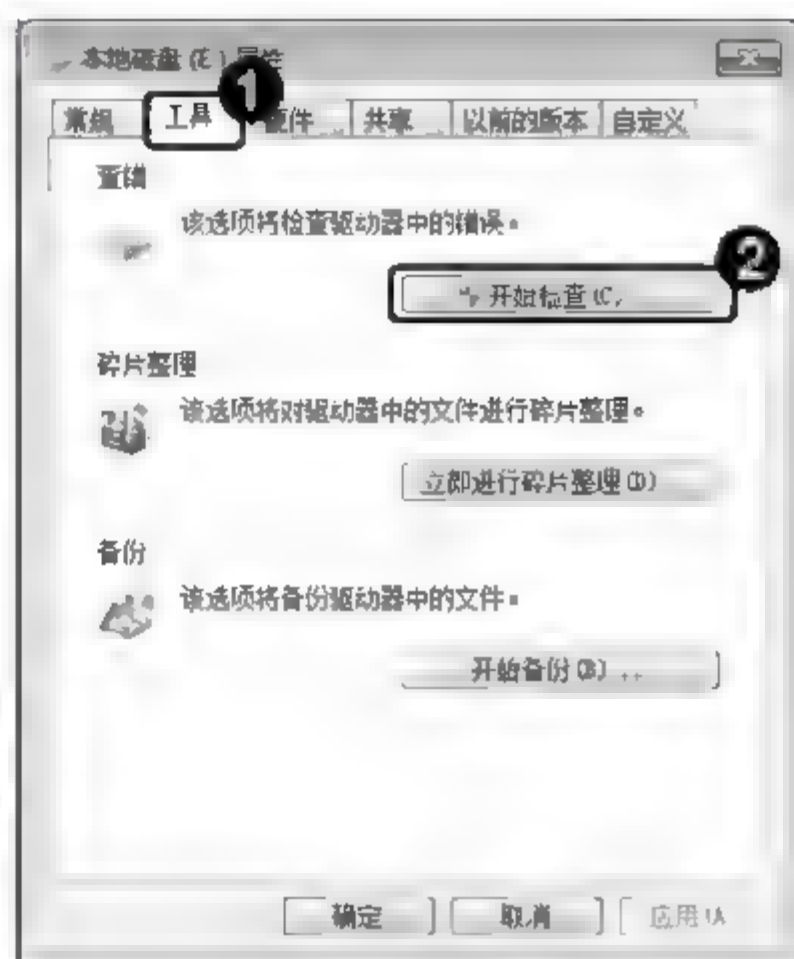 本地磁盘 (E ) 属性
1
常规 工具 硬件 共享 以前的版本 自定义
查错
该选项将检查驱动器中的错误。
2
开始检查 (C)
碎片整理
该选项将对驱动器中的文件进行碎片整理。
立即进行碎片整理 (D)
备份
该选项将备份驱动器中的文件。
开始备份 (B) ..
确定 取消 应用 (A